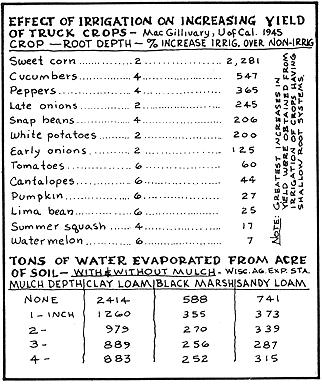 EFFECT OF IRRIGATION ON INCREASING YIELD
OF TRUCK CROPS - MacGillivary, U of Cal. 1945
CROP - ROOT DEPTH - % INCREASE IRRIG. OVER NON-IRRIG
Sweet corn 2 2,281
Cucumbers 4 547
Peppers 4 365
Late onions 2 245
Snap beans 4 206
White potatoes 2 200
Early onions 2 125
Tomatoes 6 60
Cantalopes 6 44
Pumpkin 6 27
Lima bean 6 25
Summer squash 4 17
Watermelon 6 7
NOTE: GREATEST INCREASES IN
YIELD WERE OBTAINED FROM
IRRIGATION OF CROPS HAVING
SHALLOW ROOT SYSTEMS.
TONS OF WATER EVAPORATED FROM ACRE
OF SOIL - WITH & WITHOUT MULCH - WISC. AG. EXP. STA.
MULCH DEPTH CLAY LOAM BLACK MARSH SANDY LOAM
NONE 2414 588 741
1 - INCH 1260 355 373
2 - 979 270 339
3 - 889 256 287
4 - 883 252 315